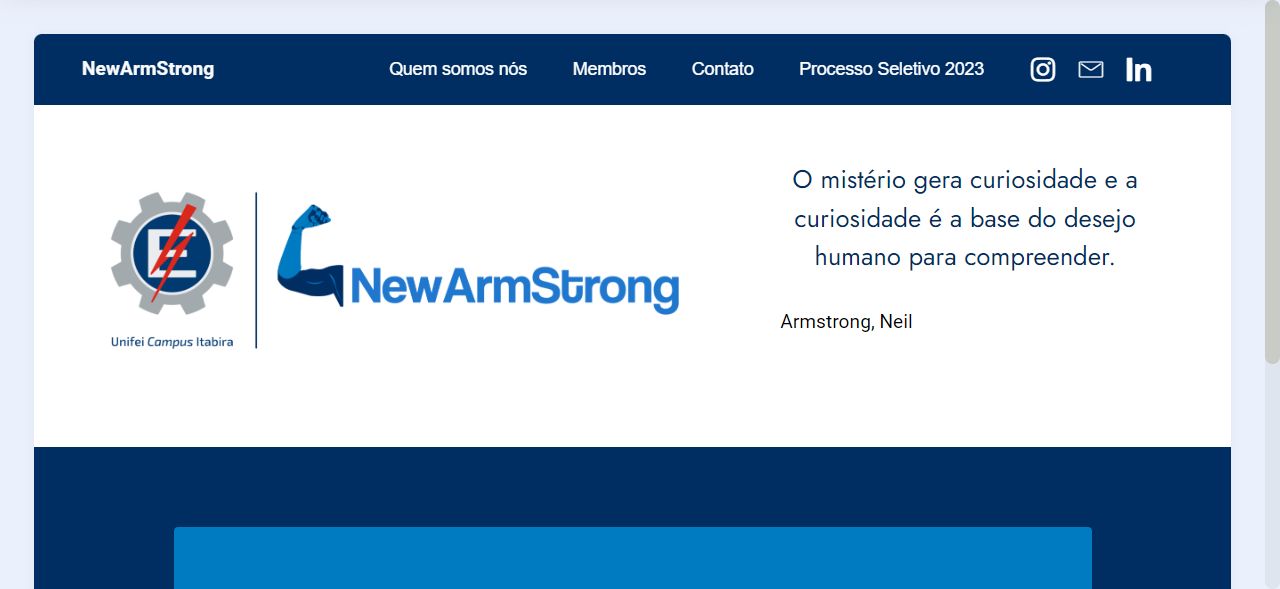 NewArmStrong
Quem somos nós
Membros
Contato
Processo Seletivo 2023
E
Unifei Campus Itabira
NewArmStrong
O mistério gera curiosidade e a
curiosidade é a base do desejo
humano para compreender.
Armstrong, Neil